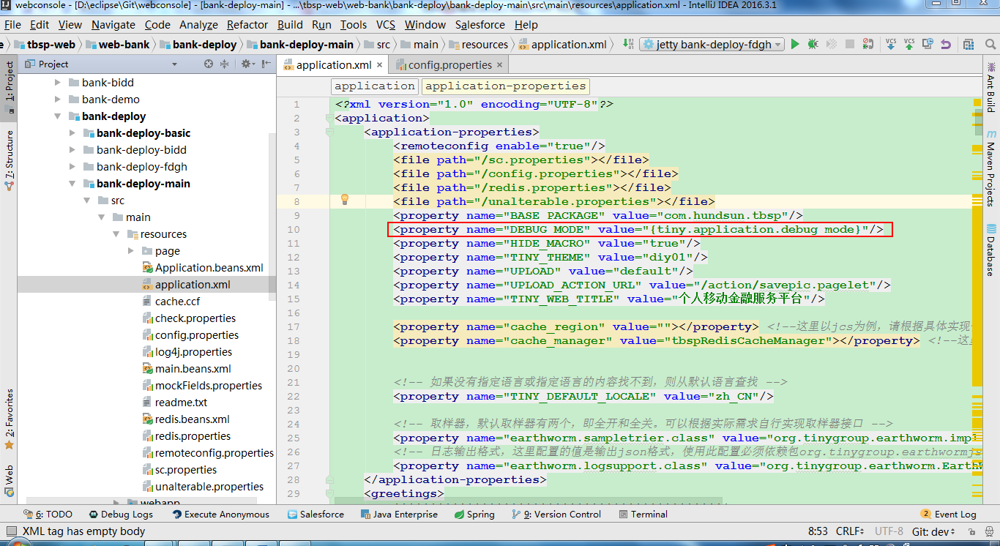 webconsole - [D:\eclipse\Git\webconsole] - [bank-deploy-main] - ...\tbsp-web\web-bank\bank-deploy\bank-deploy-main\src\main\resources\application.xml - IntelliJ IDEA 2016.3.1
File Edit View Navigate Code Analyze Refactor Build Run Tools VCS Window Salesforce Help
tbsp-web web-bank bank-deploy bank-deploy-main src main resources application.xml jetty bank-deploy-fdgh VCS VCS
Project
application.xml
config.properties
1: Project
7: Structure
2: Favorites
Web
bank-bidd
bank-demo
bank-deploy
bank-deploy-basic
bank-deploy-bidd
bank-deploy-fdgh
bank-deploy-main
src
main
resources
page
Application.beans.xml
application.xml
cache.ccf
check.properties
config.properties
log4j.properties
main.beans.xml
mockFields.properties
readme.txt
redis.beans.xml
redis.properties
remoteconfig.properties
sc.properties
unalterable.properties
webapp
application application-properties
1 <?xml version="1.0" encoding="UTF-8"?>
2 <application>
3 <application-properties>
4 <remoteconfig enable="true"/>
5 <file path="/sc.properties"></file>
6 <file path="/config.properties"></file>
7 <file path="/redis.properties"></file>
8 <file path="/unalterable.properties"></file>
9 <property name="BASE_PACKAGE" value="com.hundsun.tbsp"/>
10 <property name="DEBUG_MODE" value="{tiny.application.debug_mode}"/>
11 <property name="HIDE_MACRO" value="true"/>
12 <property name="TINY_THEME" value="diy01"/>
13 <property name="UPLOAD" value="default"/>
14 <property name="UPLOAD_ACTION_URL" value="/action/savepic.pagelet"/>
15 <property name="TINY_WEB_TITLE" value="个人移动金融服务平台"/>
16
17 <property name="cache_region" value=""></property> <!--这里以jcs为例，请根据具体实现
18 <property name="cache_manager" value="tbspRedisCacheManager"></property> <!--这
19
20
21 <!-- 如果没有指定语言或指定语言的内容找不到，则从默认语言查找 -->
22 <property name="TINY_DEFAULT_LOCALE" value="zh_CN"/>
23
24 <!-- 取样器，默认取样器有两个，即全开和全关。可以根据实际需求自行实现取样器接口 -->
25 <property name="earthworm.sampletrier.class" value="org.tinygroup.earthworm.impl
26 <!-- 日志输出格式，这里配置的值是输出json格式，使用此配置必须依赖包org.tinygroup.earthwormjs
27 <property name="earthworm.logsupport.class" value="org.tinygroup.earthworm.EarthW
28 </application-properties>
29 <greetings>
Ant Build
Maven Projects
Database
6: TODO Debug Logs Execute Anonymous Salesforce Java Enterprise Spring 9: Version Control Terminal 2 Event Log
XML tag has empty body 8:53 CRLF UTF-8 Git: dev